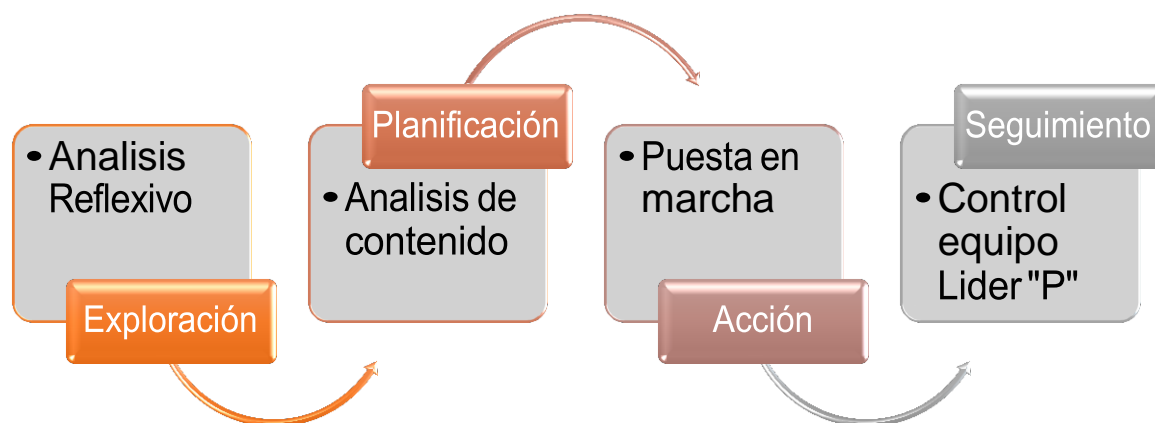 • Analisis
Reflexivo
Exploración
Planificación
• Analisis de
contenido
• Puesta en
marcha
Acción
Seguimiento
• Control
equipo
Lider "P"